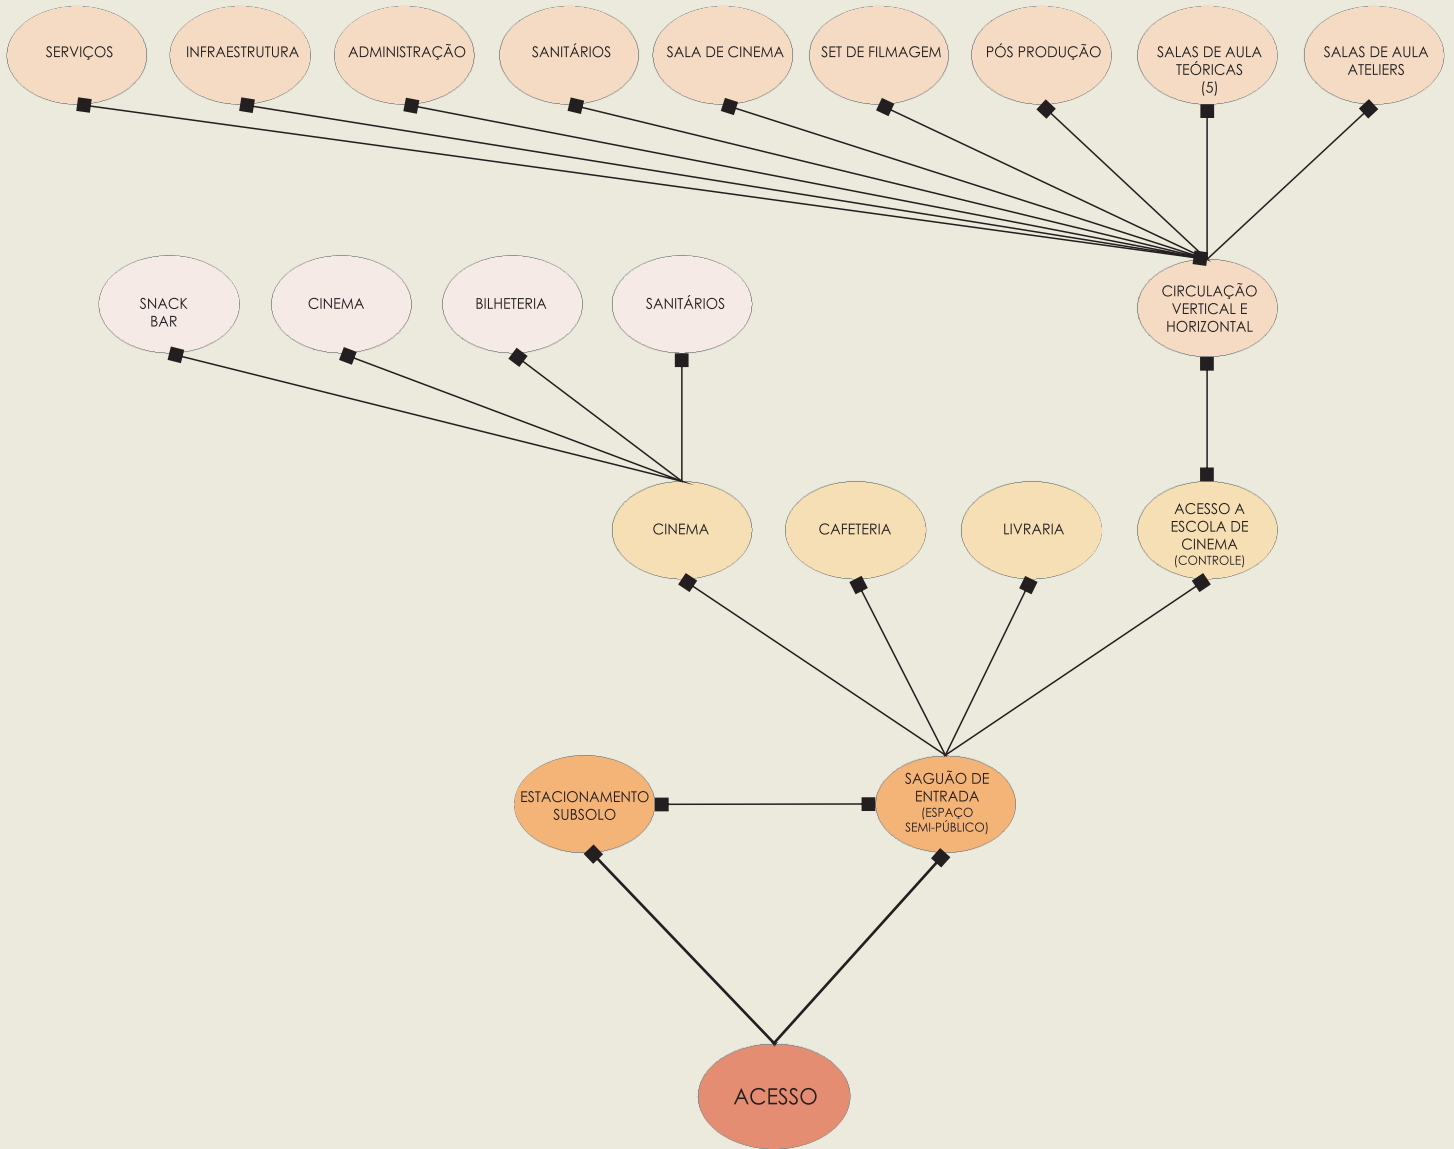 SERVIÇOS
INFRAESTRUTURA
ADMINISTRAÇÃO
SANITÁRIOS
SALA DE CINEMA
SET DE FILMAGEM
PÓS PRODUÇÃO
SALAS DE AULA
TEÓRICAS
(5)
SALAS DE AULA
ATELIERS
SNACK
BAR
CINEMA
BILHETERIA
SANITÁRIOS
CIRCULAÇÃO
VERTICAL E
HORIZONTAL
CINEMA
CAFETERIA
LIVRARIA
ACESSO A
ESCOLA DE
CINEMA
(CONTROLE)
ESTACIONAMENTO
SUBSOLO
SAGUÃO DE
ENTRADA
(ESPAÇO
SEMI-PÚBLICO)
ACESSO